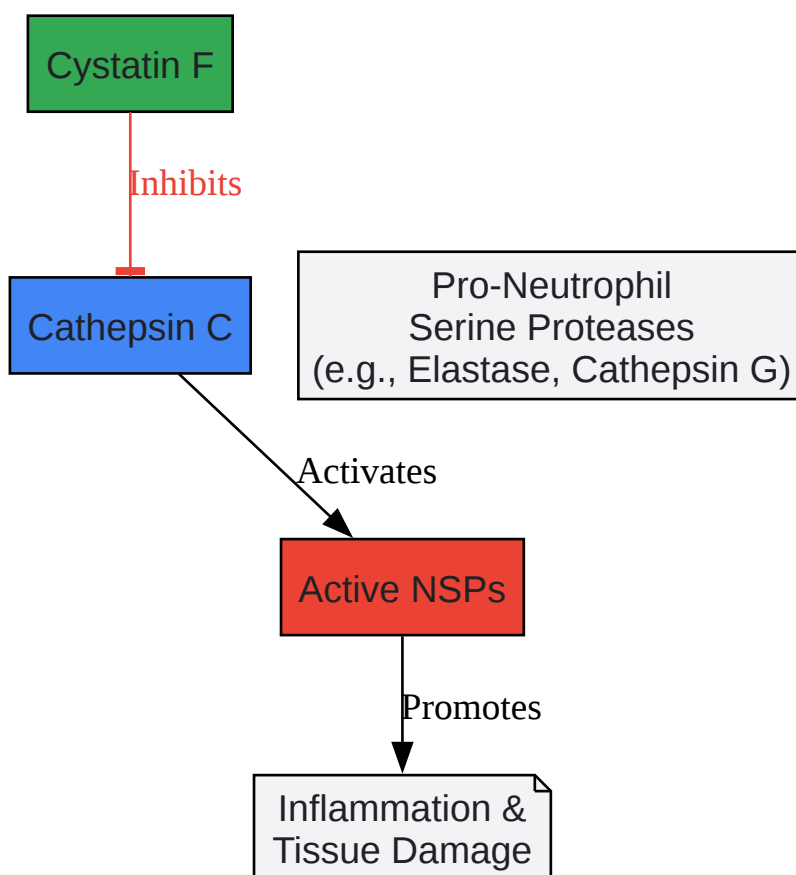 Cystatin F
Inhibits
Cathepsin C
Pro-Neutrophil
Serine Proteases
(e.g., Elastase, Cathepsin G)
Activates
Active NSPs
Promotes
Inflammation &
Tissue Damage